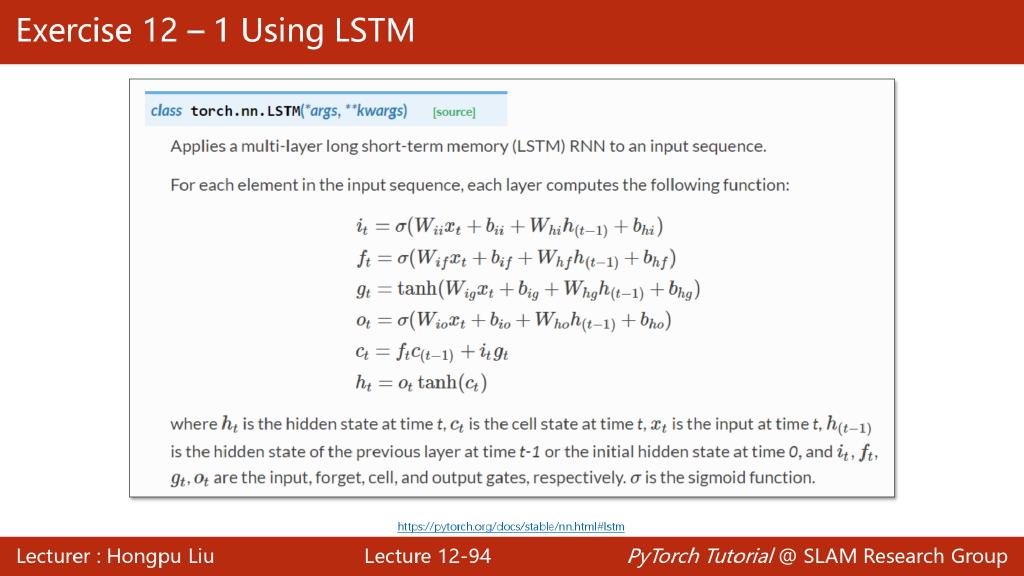 Exercise 12 – 1 Using LSTM
class torch.nn.LSTM(*args, **kwargs) [source]
Applies a multi-layer long short-term memory (LSTM) RNN to an input sequence.
For each element in the input sequence, each layer computes the following function:
i_t = σ(W_{ii}x_t + b_{ii} + W_{hi}h_{(t−1)} + b_{hi})
f_t = σ(W_{if}x_t + b_{if} + W_{hf}h_{(t−1)} + b_{hf})
g_t = tanh(W_{ig}x_t + b_{ig} + W_{hg}h_{(t−1)} + b_{hg})
o_t = σ(W_{io}x_t + b_{io} + W_{ho}h_{(t−1)} + b_{ho})
c_t = f_tc_{(t−1)} + i_tg_t
h_t = o_t tanh(c_t)
where h_t is the hidden state at time t, c_t is the cell state at time t, x_t is the input at time t, h_{(t−1)}
is the hidden state of the previous layer at time t-1 or the initial hidden state at time 0, and i_t, f_t,
g_t, o_t are the input, forget, cell, and output gates, respectively. σ is the sigmoid function.
https://pytorch.org/docs/stable/nn.html#lstm
Lecturer : Hongpu Liu Lecture 12-94 PyTorch Tutorial @ SLAM Research Group